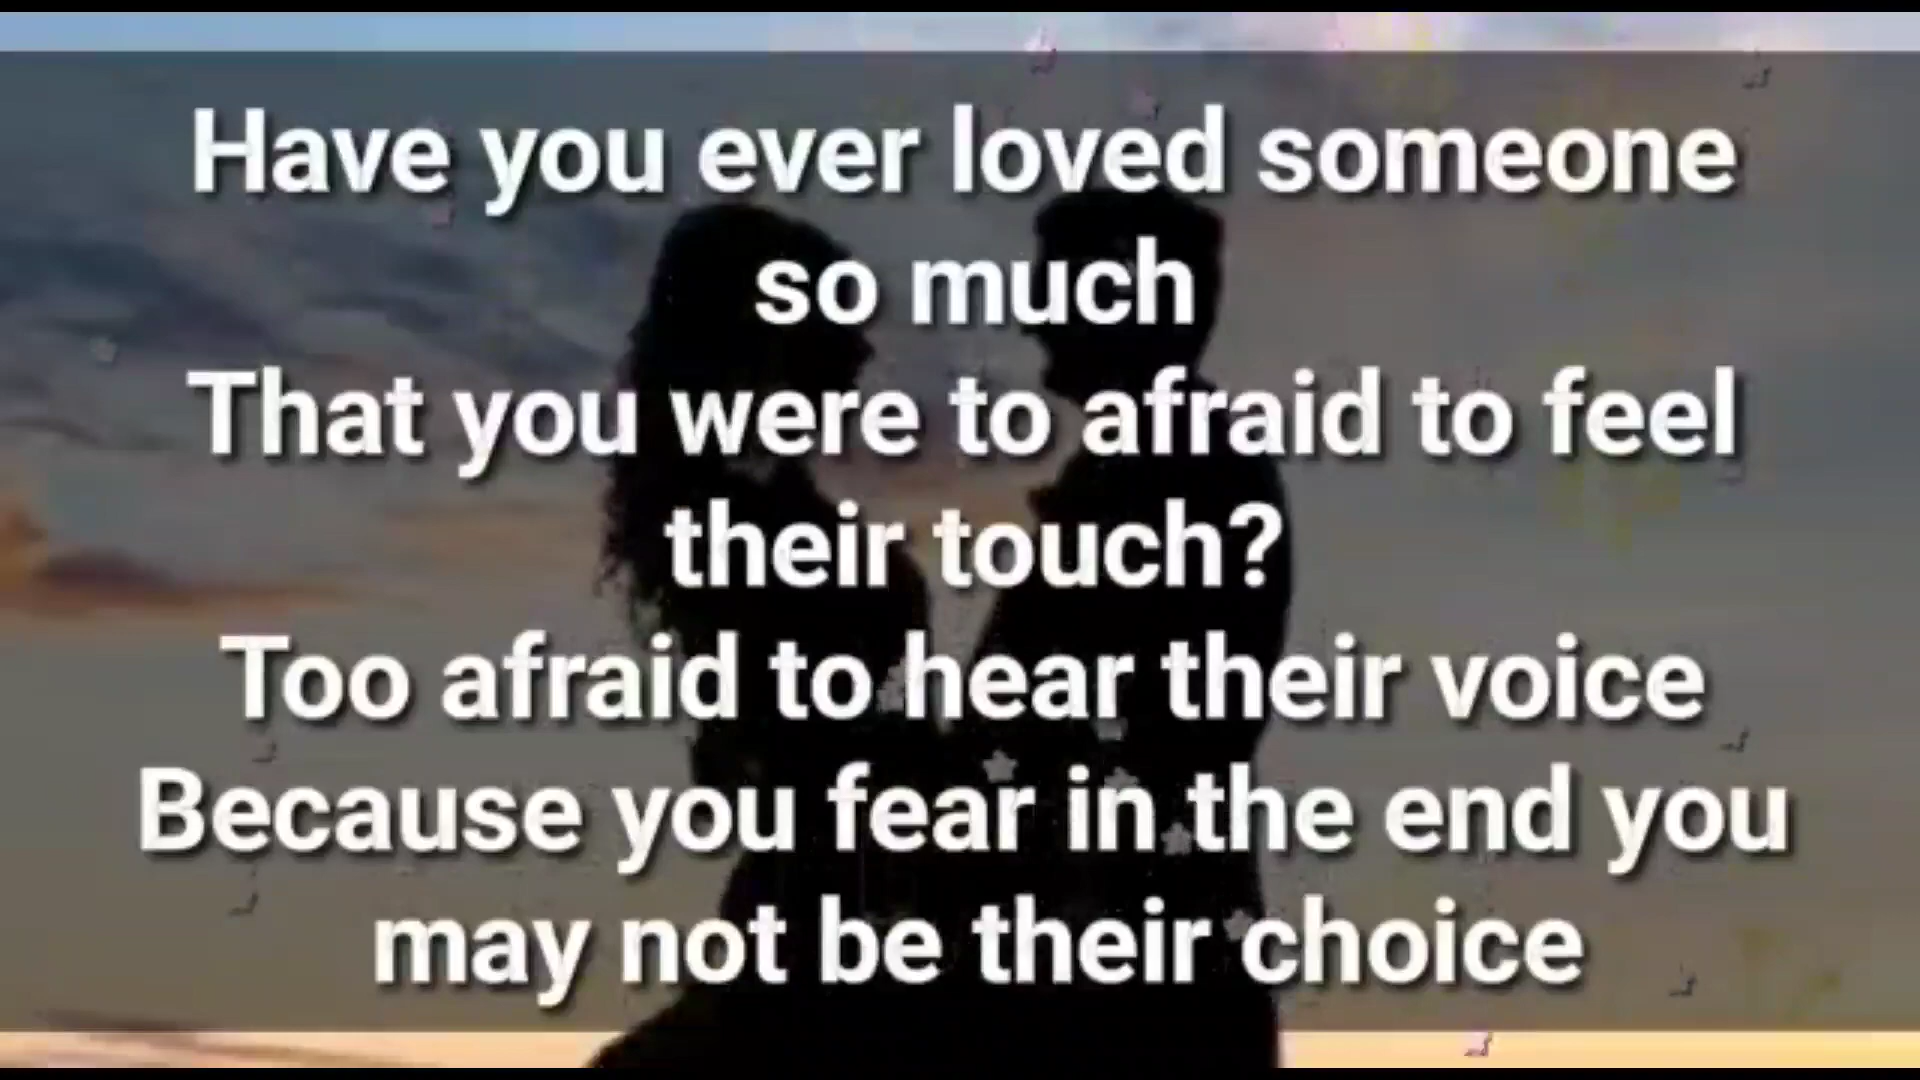 Have you ever loved someone
so much
That you were to afraid to feel
their touch?
Too afraid to hear their voice
Because you fear in the end you
may not be their choice